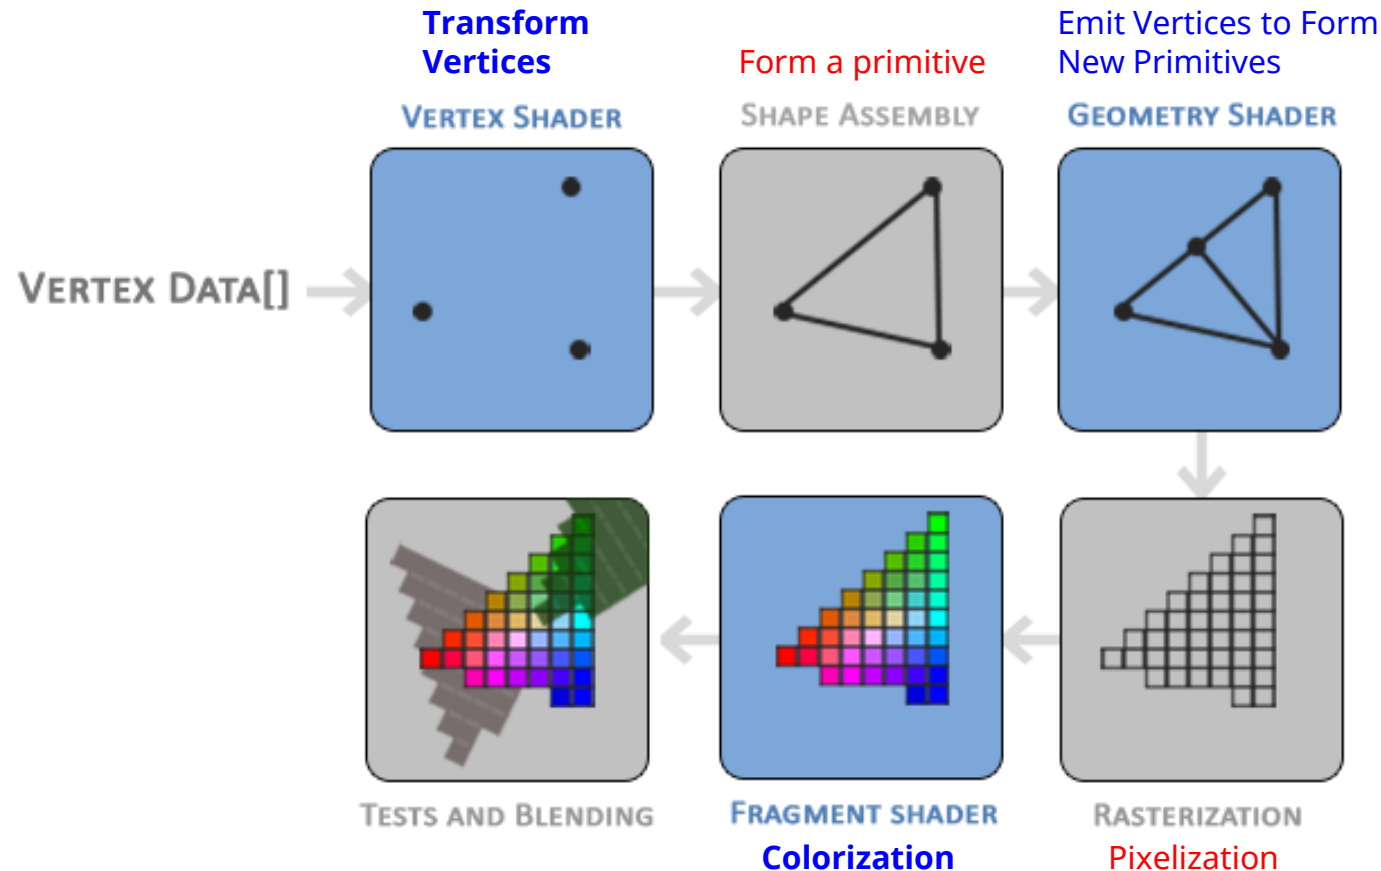 Transform
Vertices
Form a primitive
Emit Vertices to Form
New Primitives
VERTEX SHADER
SHAPE ASSEMBLY
GEOMETRY SHADER
VERTEX DATA[]
TESTS AND BLENDING
FRAGMENT SHADER
RASTERIZATION
Colorization
Pixelization